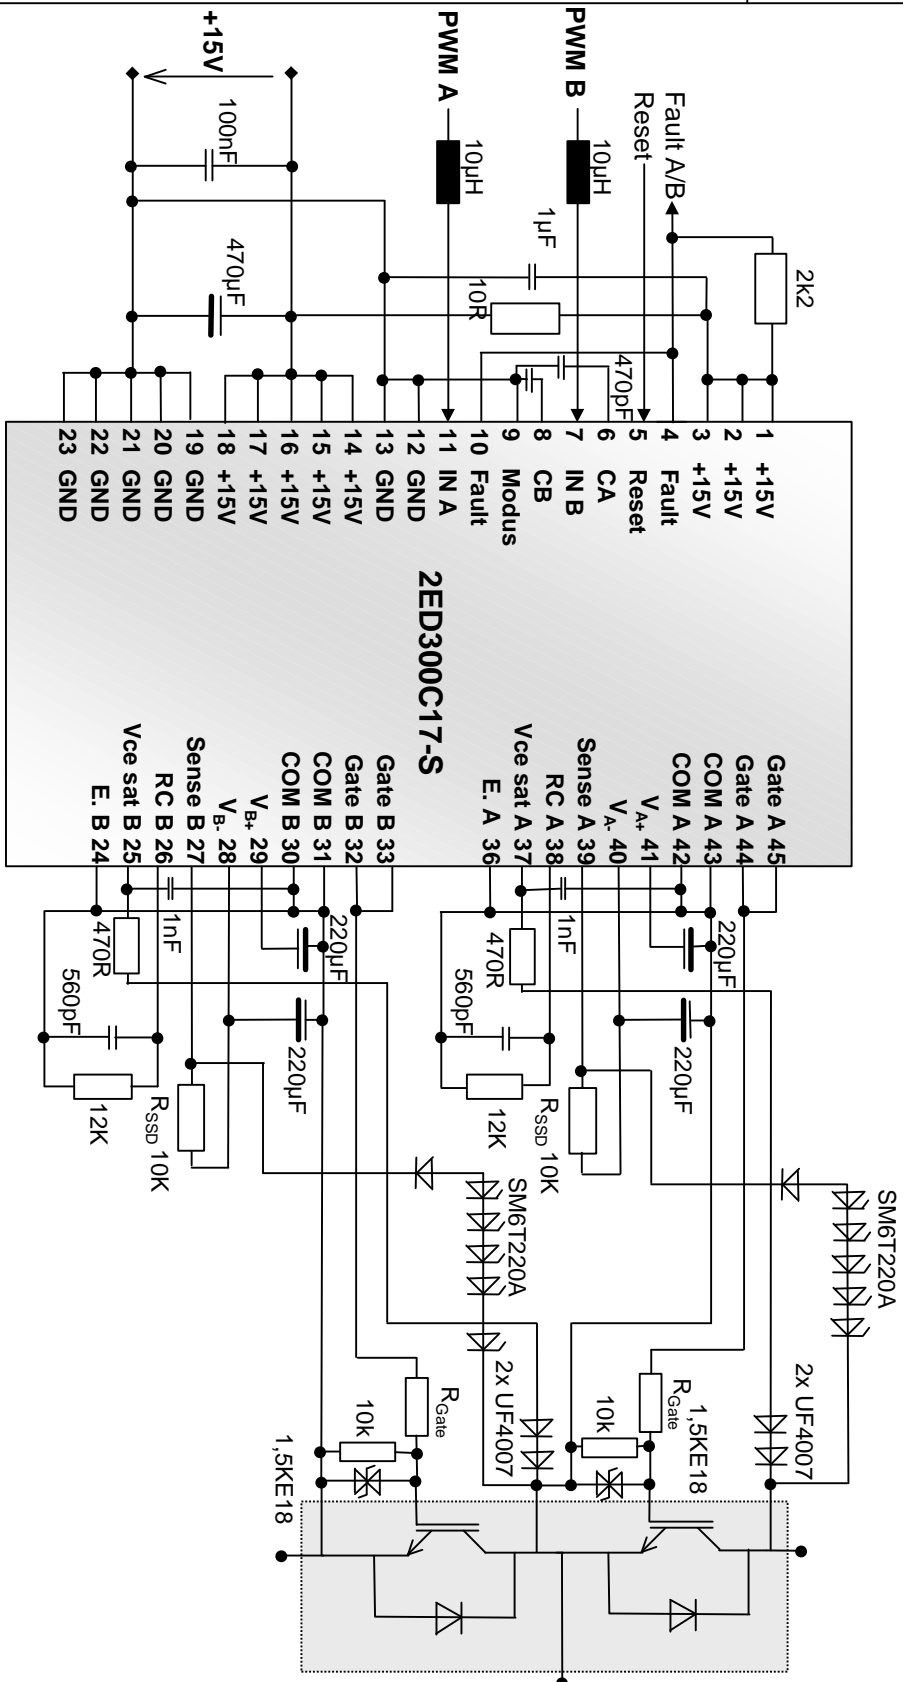 +15V
PWM A
PWM B
Fault A/B
Reset
100nF
10µH
10µH
1µF
2k2
470µF
10R
470pF
23 GND
22 GND
21 GND
20 GND
19 GND
18 +15V
17 +15V
16 +15V
15 +15V
14 +15V
13 GND
12 GND
11 IN A
10 Fault
9 Modus
8 CB
7 IN B
6 CA
5 Reset
4 Fault
3 +15V
2 +15V
1 +15V
2ED300C17-S
E. B 24
Vce sat B 25
RC B 26
Sense B 27
VB- 28
VB+ 29
COM B 30
COM B 31
Gate B 32
Gate B 33
E. A 36
Vce sat A 37
RC A 38
Sense A 39
VA- 40
VA+ 41
COM A 42
COM A 43
Gate A 44
Gate A 45
1nF
470R
560pF
12K
220µF
220µF
RSSD 10K
1nF
470R
560pF
12K
220µF
220µF
RSSD 10K
SM6T220A
SM6T220A
2x UF4007
2x UF4007
RGate
10k
1,5KE18
RGate
10k
1,5KE18